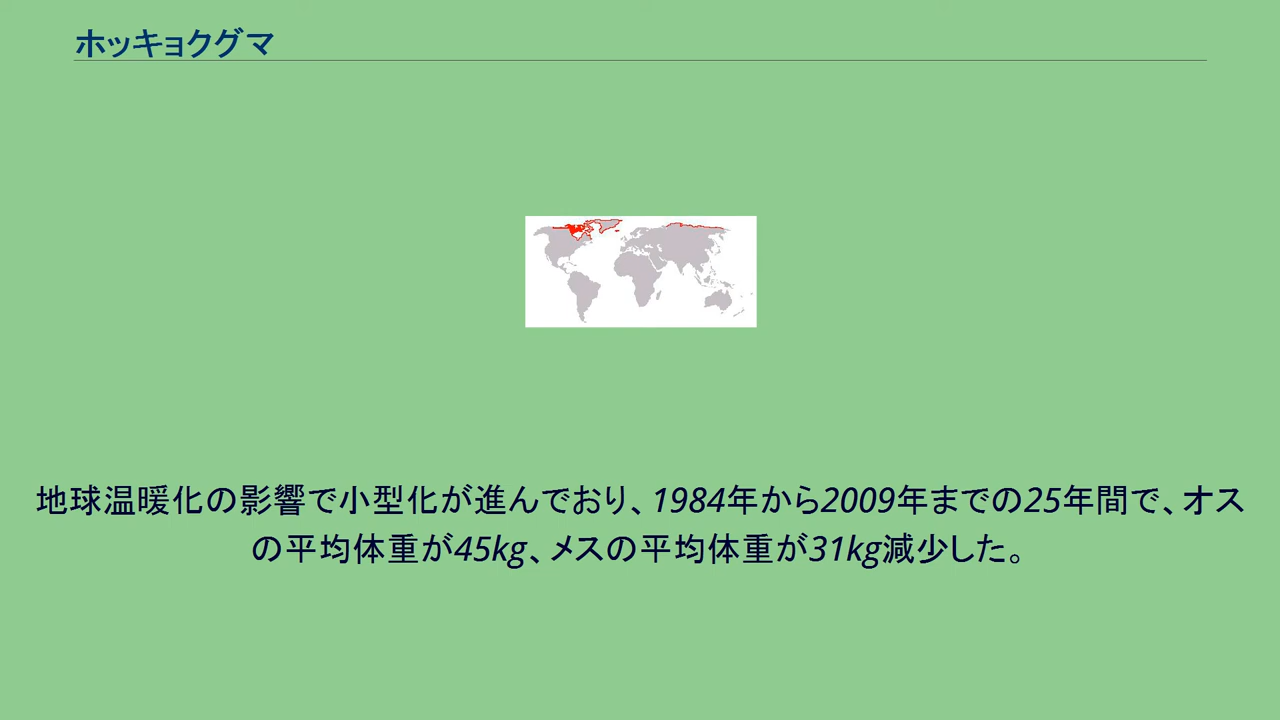 ホッキョクグマ
地球温暖化の影響で小型化が進んでおり、1984年から2009年までの25年間で、オス
の平均体重が45kg、メスの平均体重が31kg減少した。